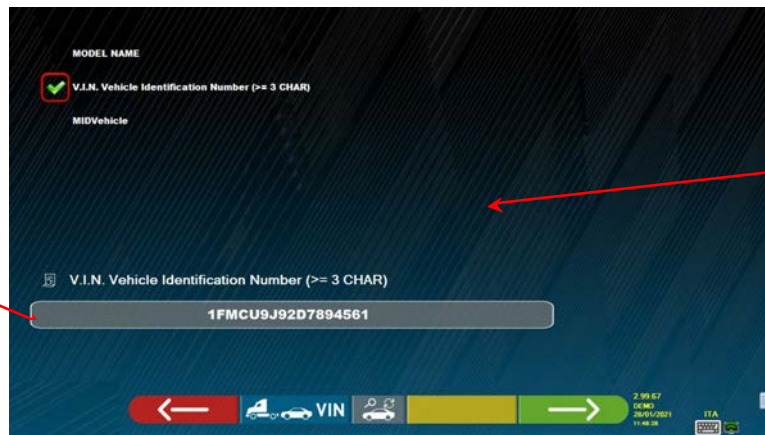 MODEL NAME
V.I.N. Vehicle Identification Number (>= 3 CHAR)
MIDVehicle
V.I.N. Vehicle Identification Number (>= 3 CHAR)
1FMCU9J92D7894561
VIN
2.99.67
DEMO
28/01/2021
11:48:28
ITA